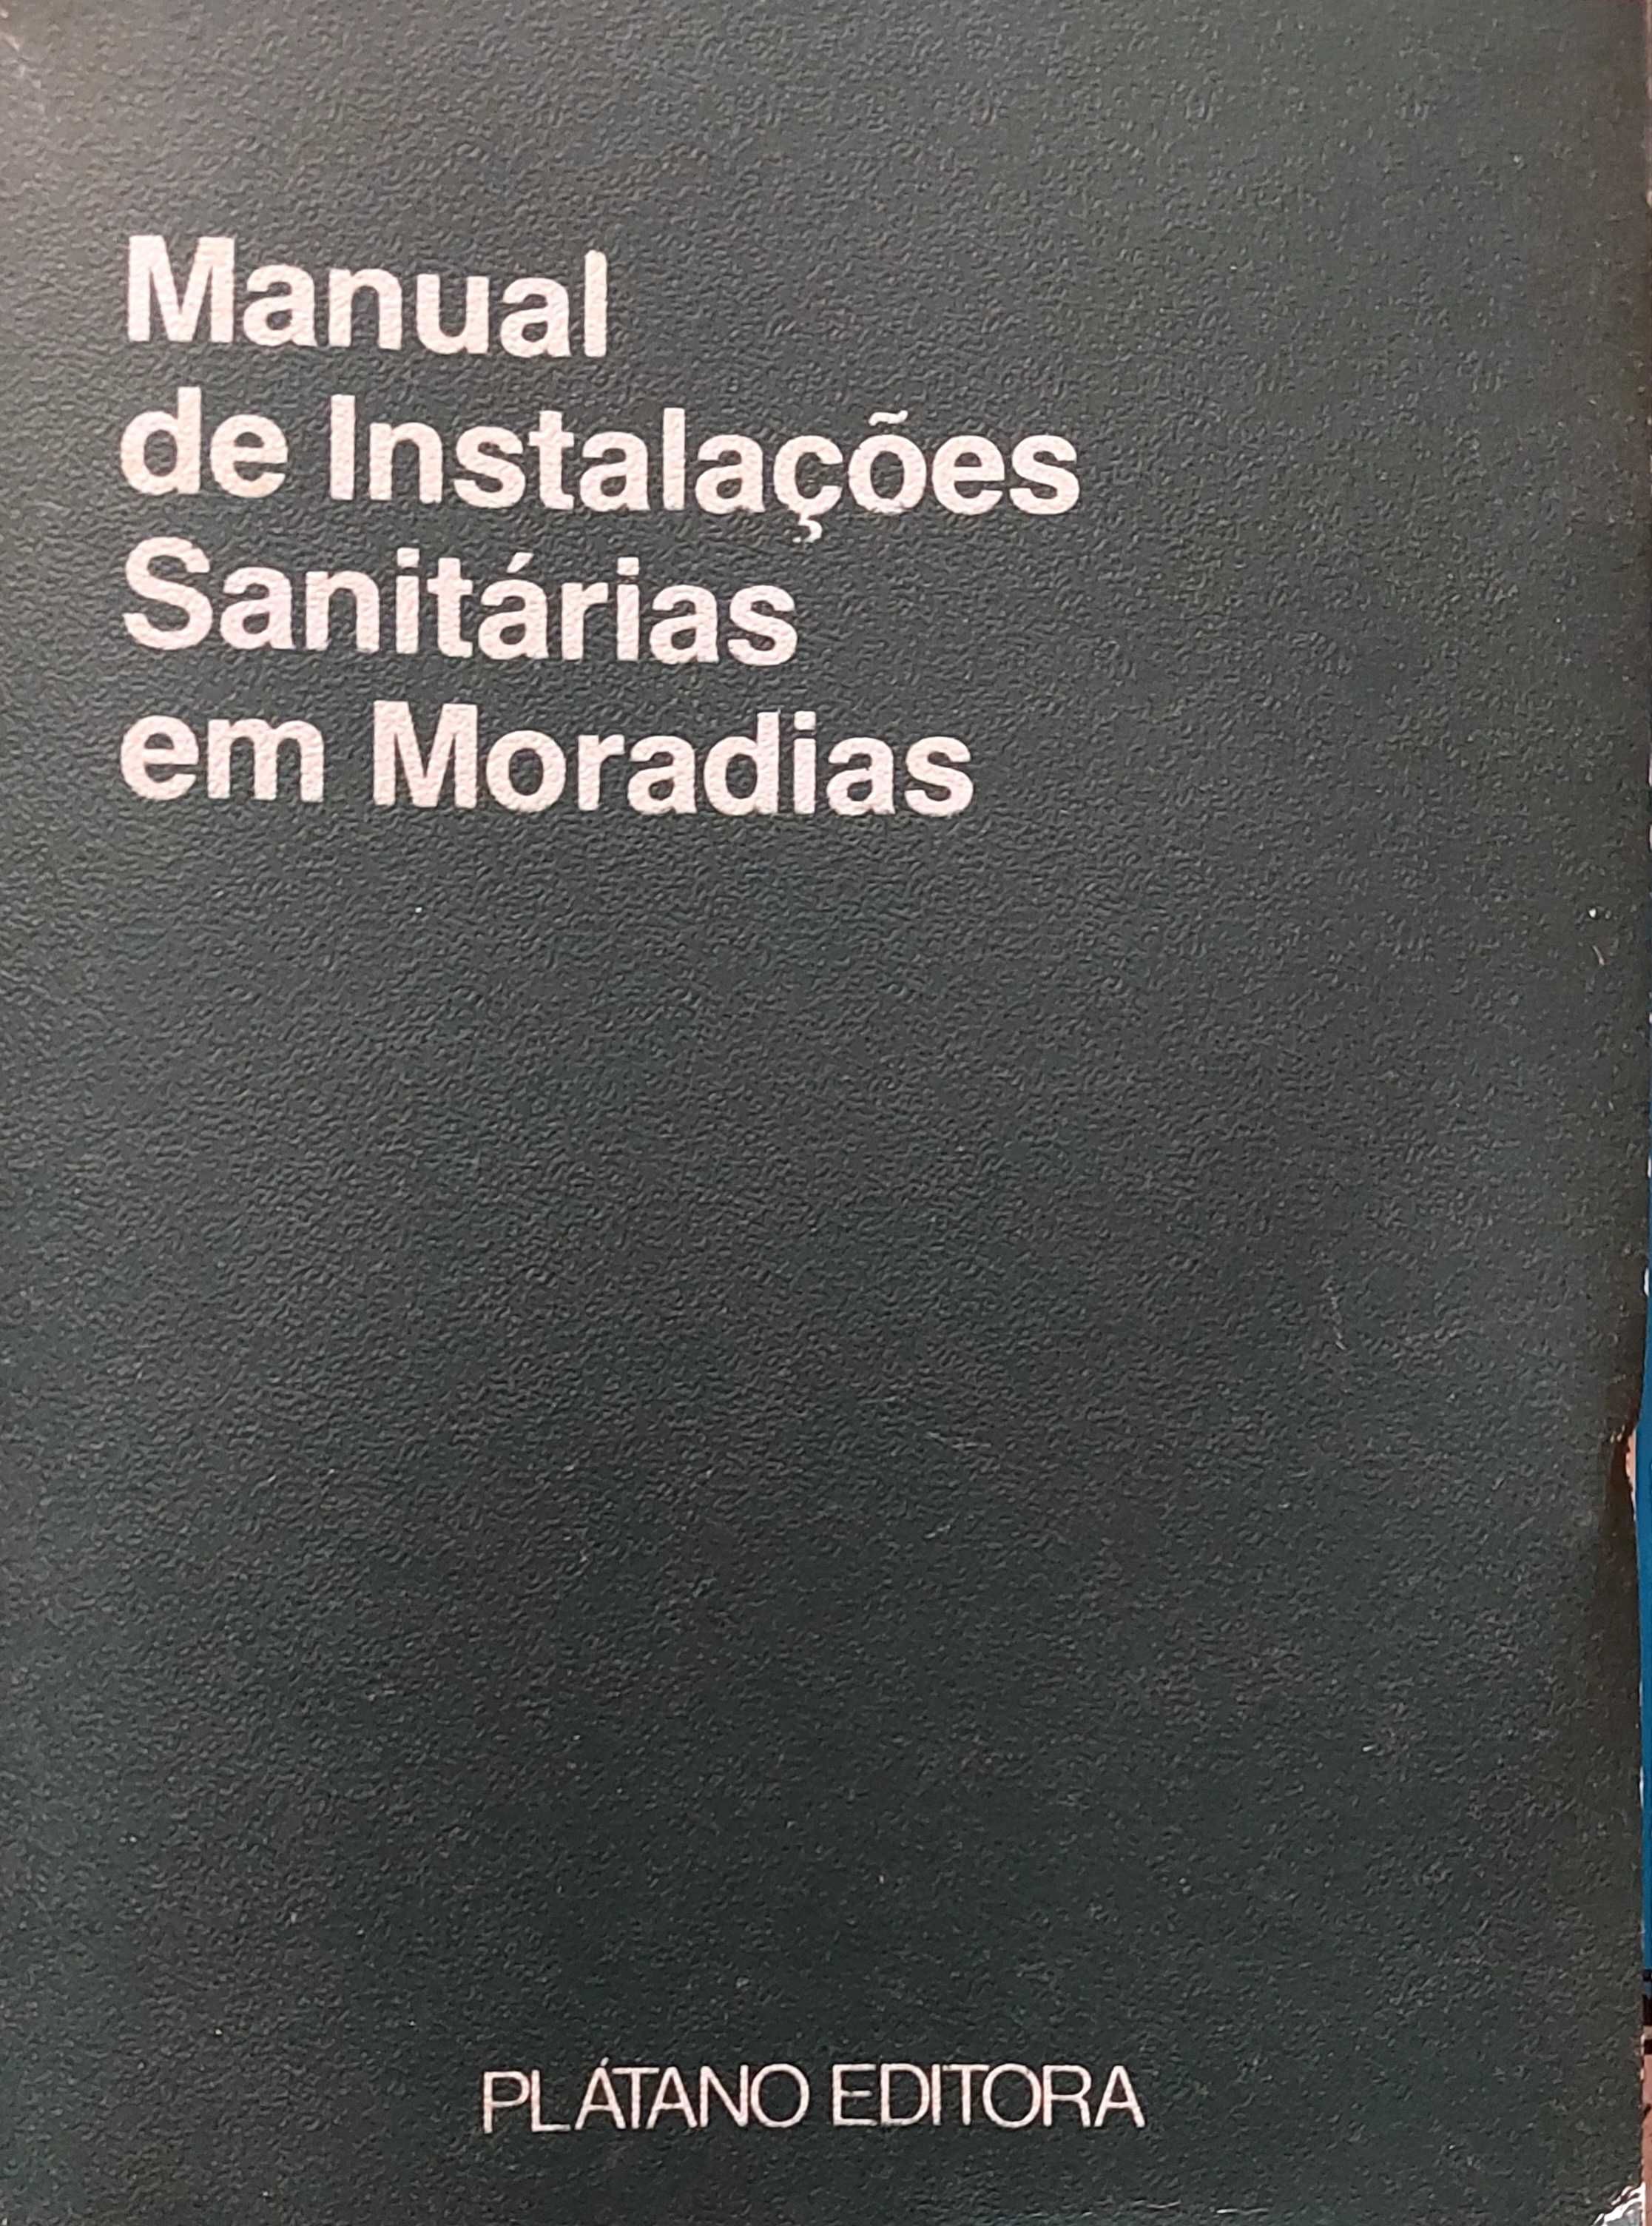 Manual
de Instalações
Sanitárias
em Moradias
PLÁTANO EDITORA